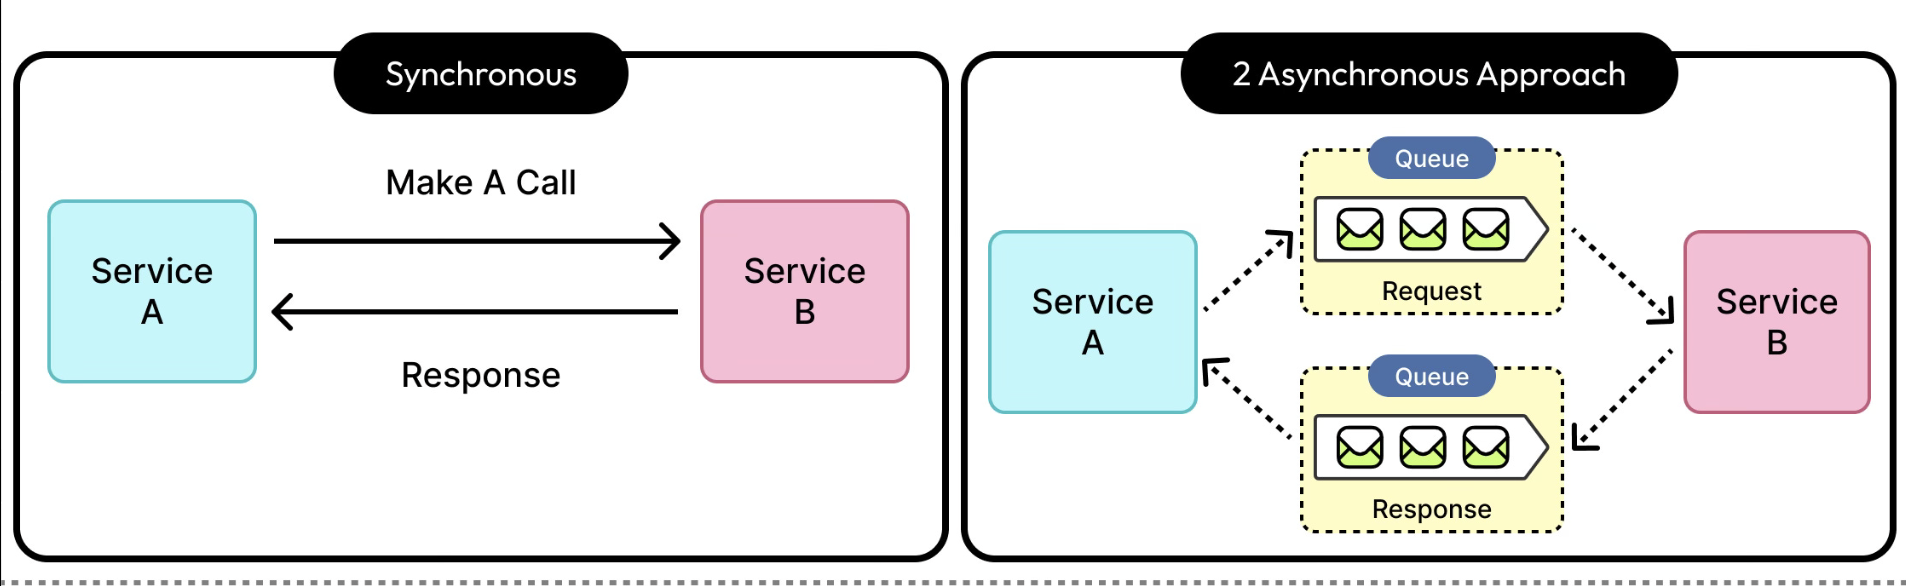 Synchronous
Make A Call
Service
A
Service
B
Response
2 Asynchronous Approach
Queue
Request
Service
A
Service
B
Queue
Response